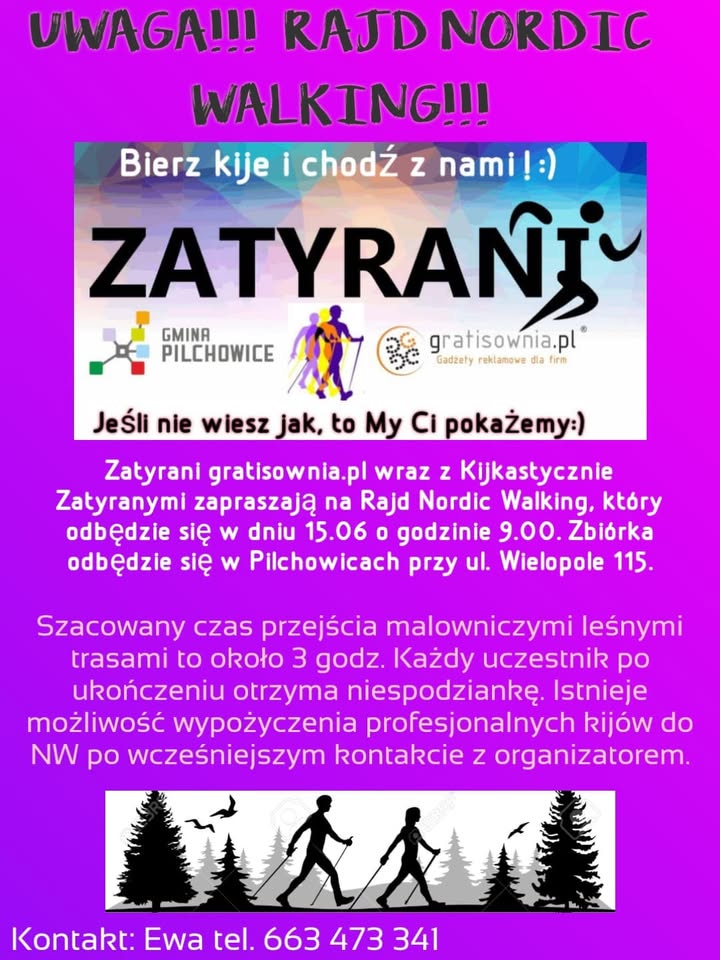 UWAGA!!! RAJD NORDIC
WALKING!!!
Bierz kije i chodŹ z nami!:)
ZATYRANI
GMINA
PILCHOWICE
gratisownia.pl®
Gadżety reklamowe dla firm
JeŚli nie wiesz jak, to My Ci pokaŻemy:)
Zatyrani gratisownia.pl wraz z Kijkastycznie
Zatyranymi zapraszają na Rajd Nordic Walking, który
odbędzie się w dniu 15.06 o godzinie 9.00. Zbiórka
odbędzie się w Pilchowicach przy ul. Wielopole 115.
Szacowany czas przejścia malowniczymi leśnymi
trasami to około 3 godz. Każdy uczestnik po
ukończeniu otrzyma niespodziankę. Istnieje
możliwość wypożyczenia profesjonalnych kijów do
NW po wcześniejszym kontakcie z organizatorem.
Kontakt: Ewa tel. 663 473 341